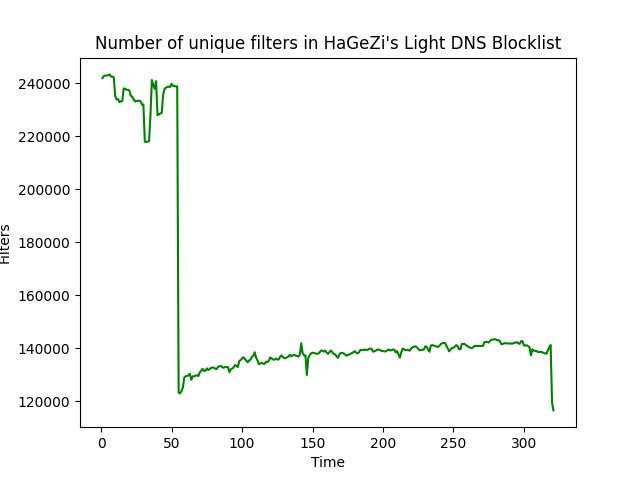 Number of unique filters in HaGeZi's Light DNS Blocklist
Filters
240000
220000
200000
180000
160000
140000
120000
0 50 100 150 200 250 300
Time